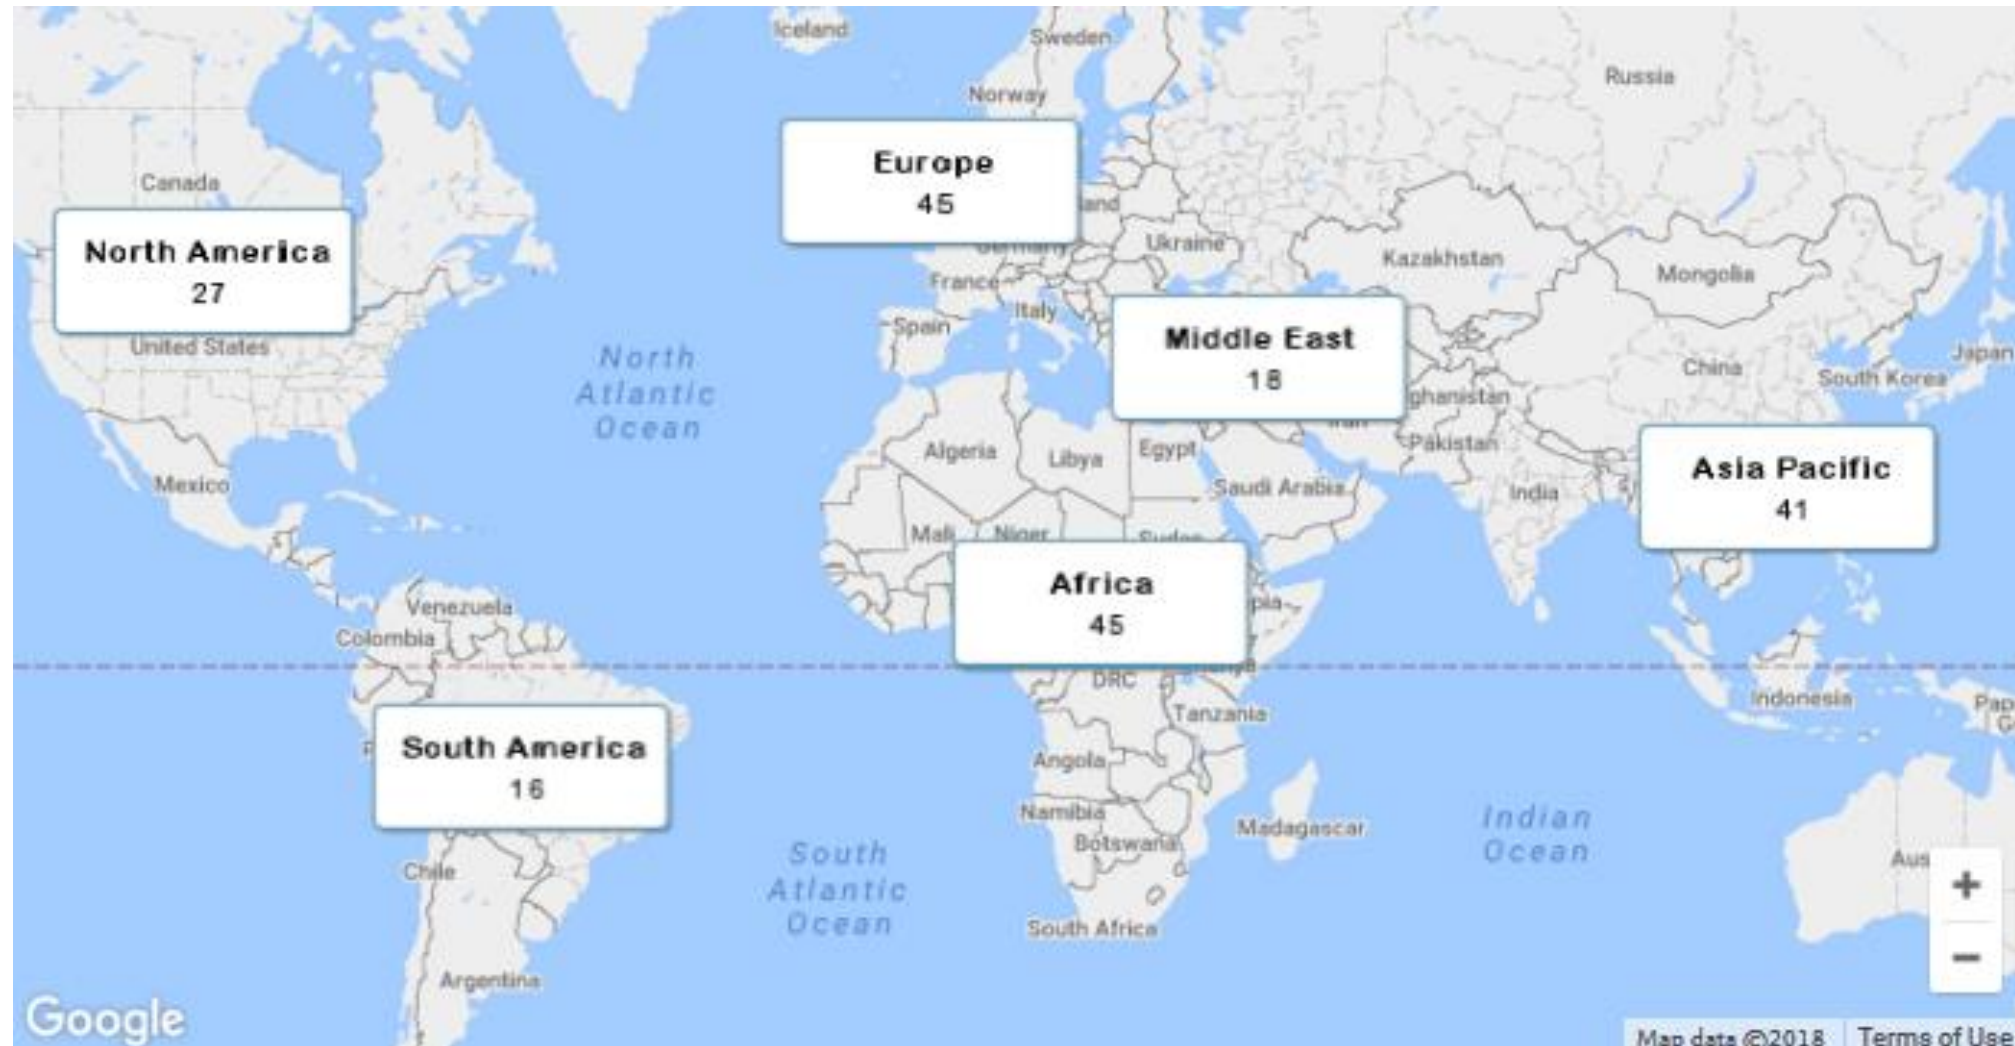 Iceland
Sweden
Norway
Russia
Canada
Europe
45
Ukraine
Kazakhstan
Mongolia
North America
27
France
Spain
Italy
United States
Middle East
18
China
Japan
South Korea
North
Atlantic
Ocean
Pakistan
Algeria
Libya
Egypt
Saudi Arabia
India
Asia Pacific
41
Mexico
Mali
Niger
Africa
45
Venezuela
Colombia
DRC
Tanzania
Indonesia
South America
16
Angola
Namibia
Botswana
Madagascar
Indian
Ocean
South
Atlantic
Ocean
Chile
South Africa
Argentina
+
−
Google
Map data ©2018
Terms of Use